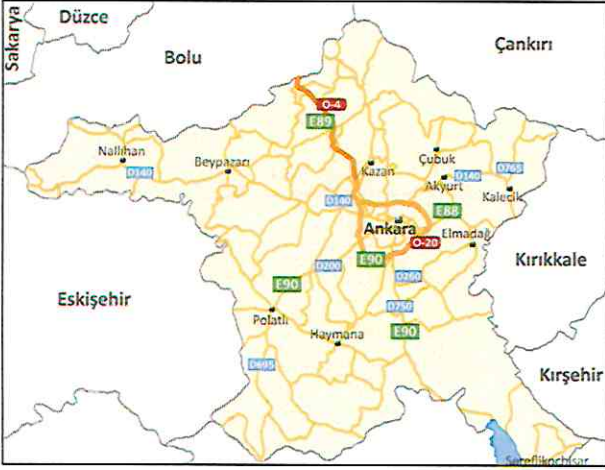 Düzce
Sakarya
Bolu
Çankırı
O-4
E89
Nallıhan
D140
Beypazarı
Kazan
Çubuk
D140
D765
Akyurt
Kalecik
D140
E88
Ankara
O-20
Elmadağ
E90
D200
D260
Kırıkkale
E90
Eskişehir
D750
Polatlı
Haymana
E90
D695
Kırşehir
Şereflikoçhisar